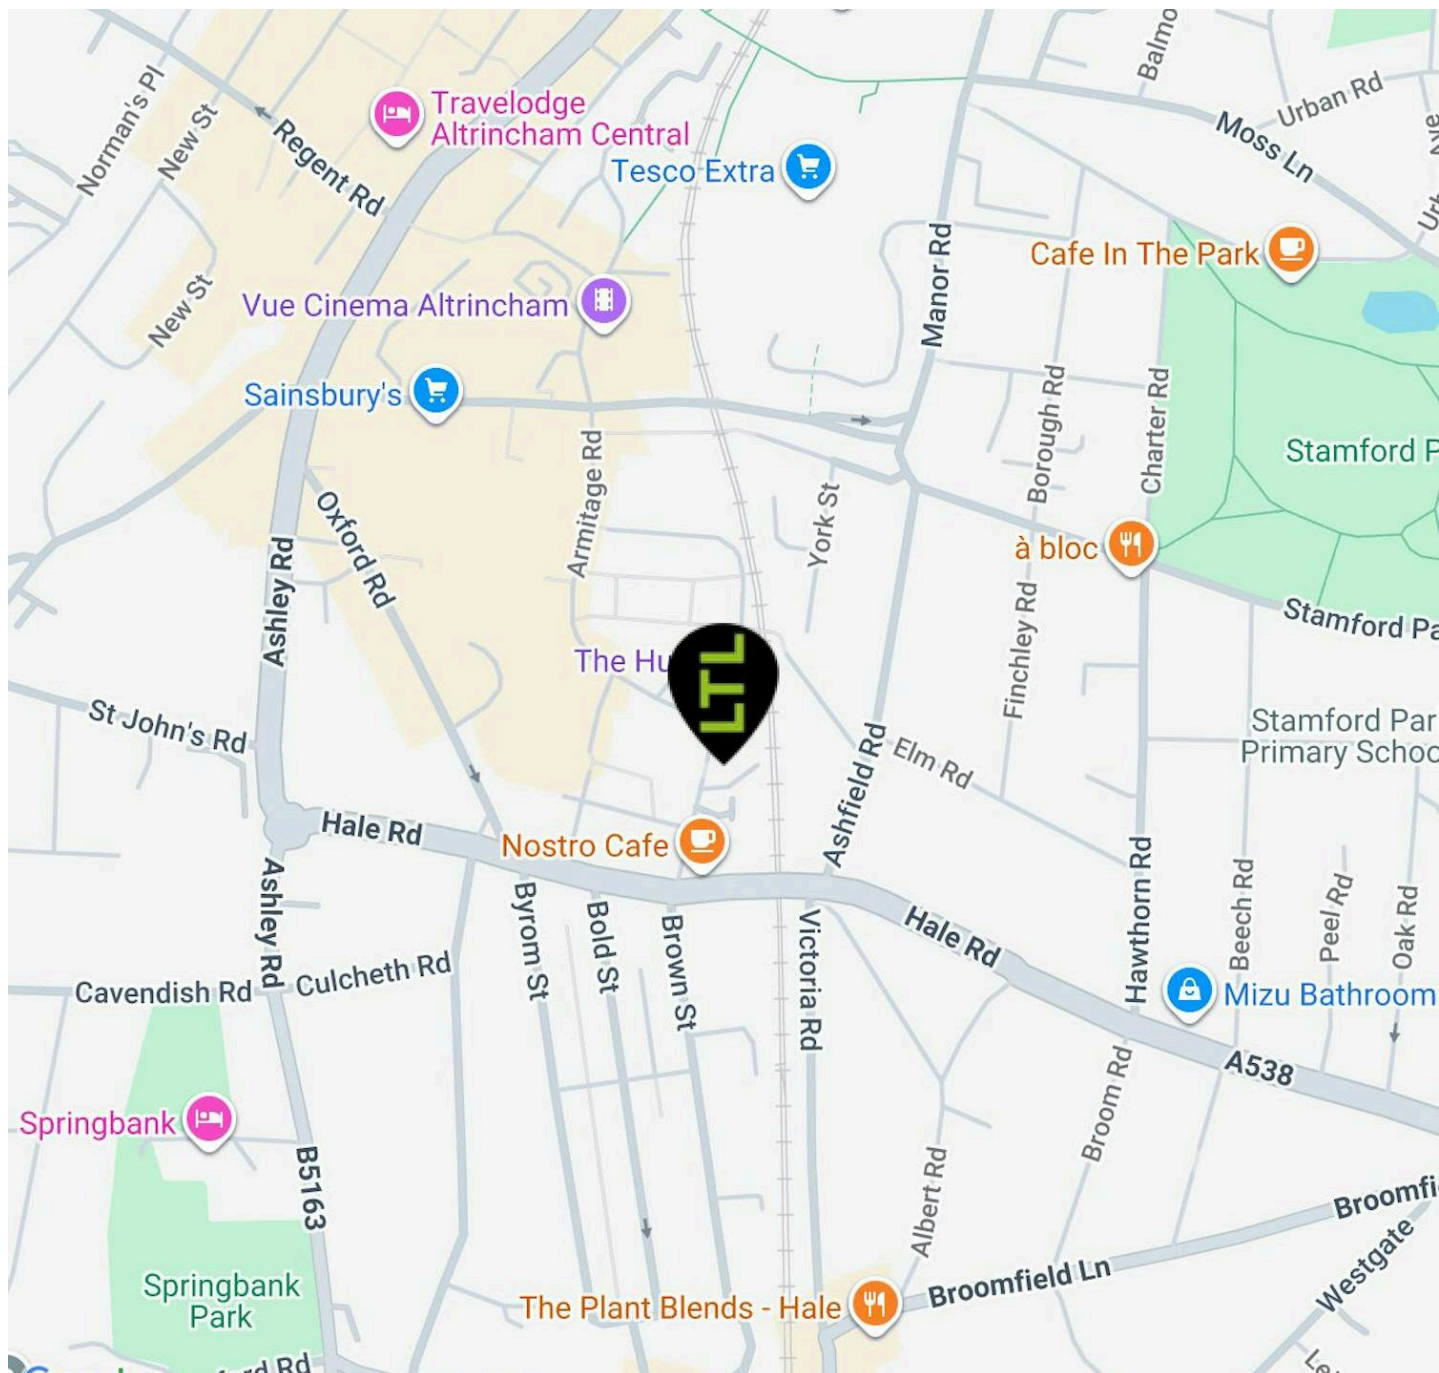 Norman's Pl
New St
Regent Rd
Travelodge
Altrincham Central
Tesco Extra
Balmo
Urban Rd
Moss Ln
Cafe In The Park
Manor Rd
New St
Vue Cinema Altrincham
Sainsbury's
Borough Rd
Charter Rd
Stamford P
Armitage Rd
York St
Oxford Rd
à bloc
Ashley Rd
Finchley Rd
Stamford Pa
The Hu
LTL
St John's Rd
Elm Rd
Ashfield Rd
Stamford Par
Primary Schoo
Hale Rd
Nostro Cafe
Ashley Rd
Byrom St
Bold St
Brown St
Victoria Rd
Hale Rd
Hawthorn Rd
Beech Rd
Peel Rd
Oak Rd
Cavendish Rd
Culcheth Rd
Mizu Bathroom
A538
Springbank
B5163
Broom Rd
Albert Rd
Broomfi
Westgate
Springbank
Park
The Plant Blends - Hale
Broomfield Ln